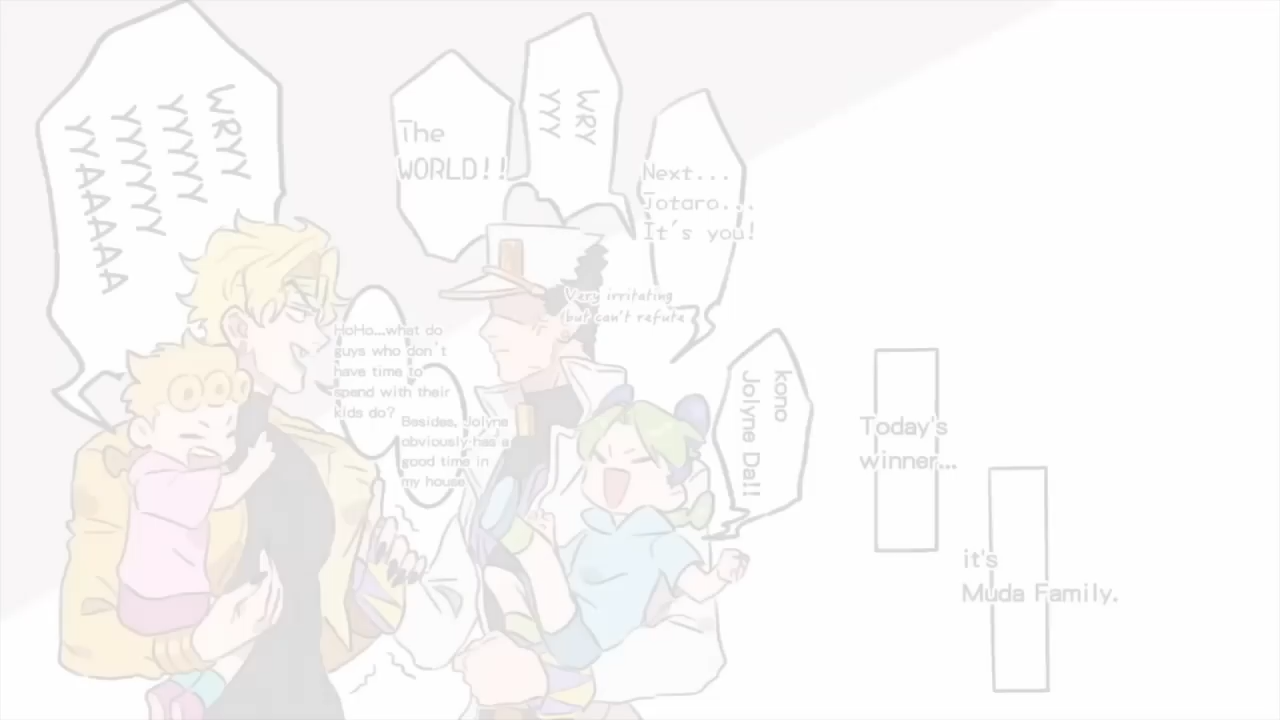 WRYY
YYYYY
YYYYYY
YYAAAAA
The
WORLD!!
WRY
YYY
Next...
Jotaro...
It's you!
Very irritating
but can't refute
HoHo...what do
guys who don't
have time to
spend with their
kids do?
Besides, Jolyne
obviously has a
good time in
my house
kono
Jolyne Da!!
Today's
winner...
it's
Muda Family.